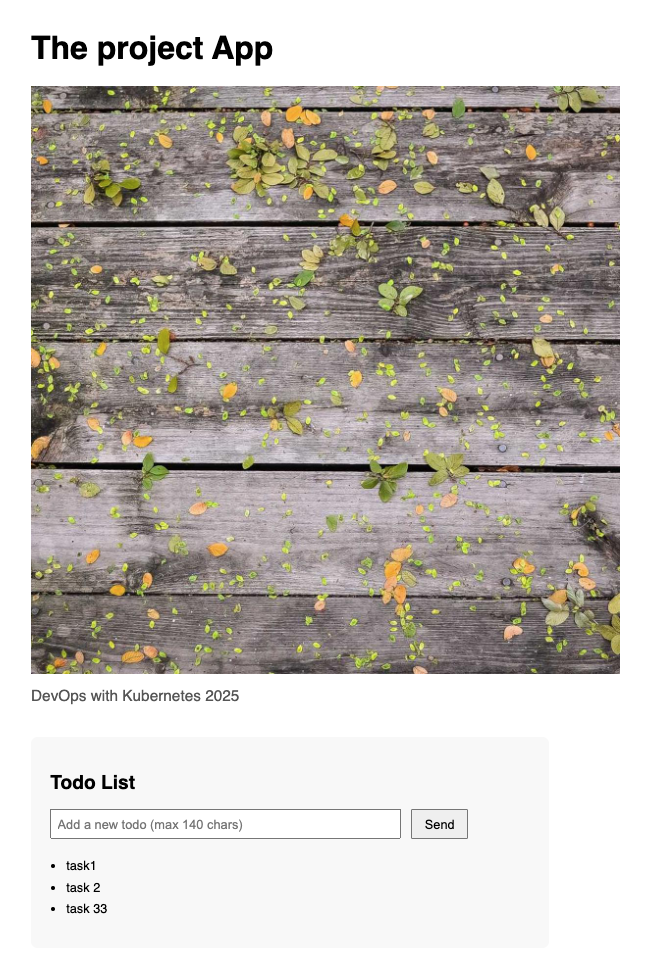 The project App
DevOps with Kubernetes 2025
Todo List
Add a new todo (max 140 chars)
Send
task1
task 2
task 33